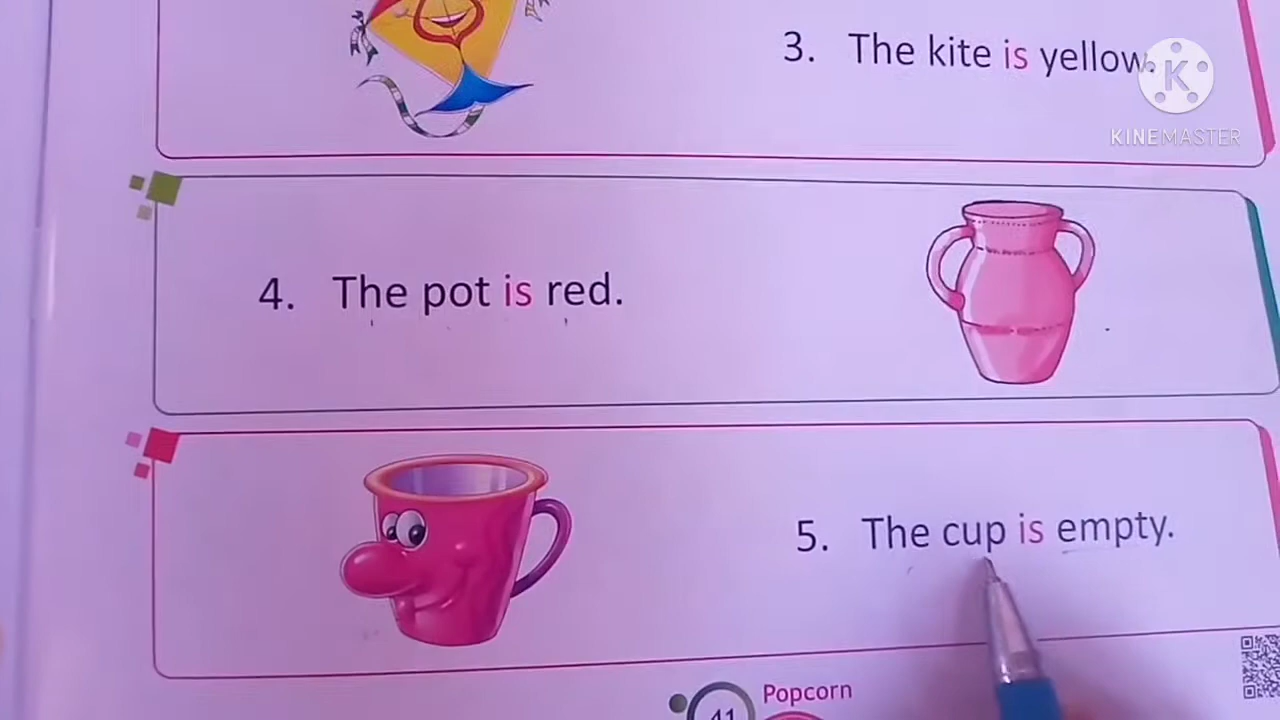 3. The kite is yellow.
K
KINEMASTER
4. The pot is red.
5. The cup is empty.
41
Popcorn